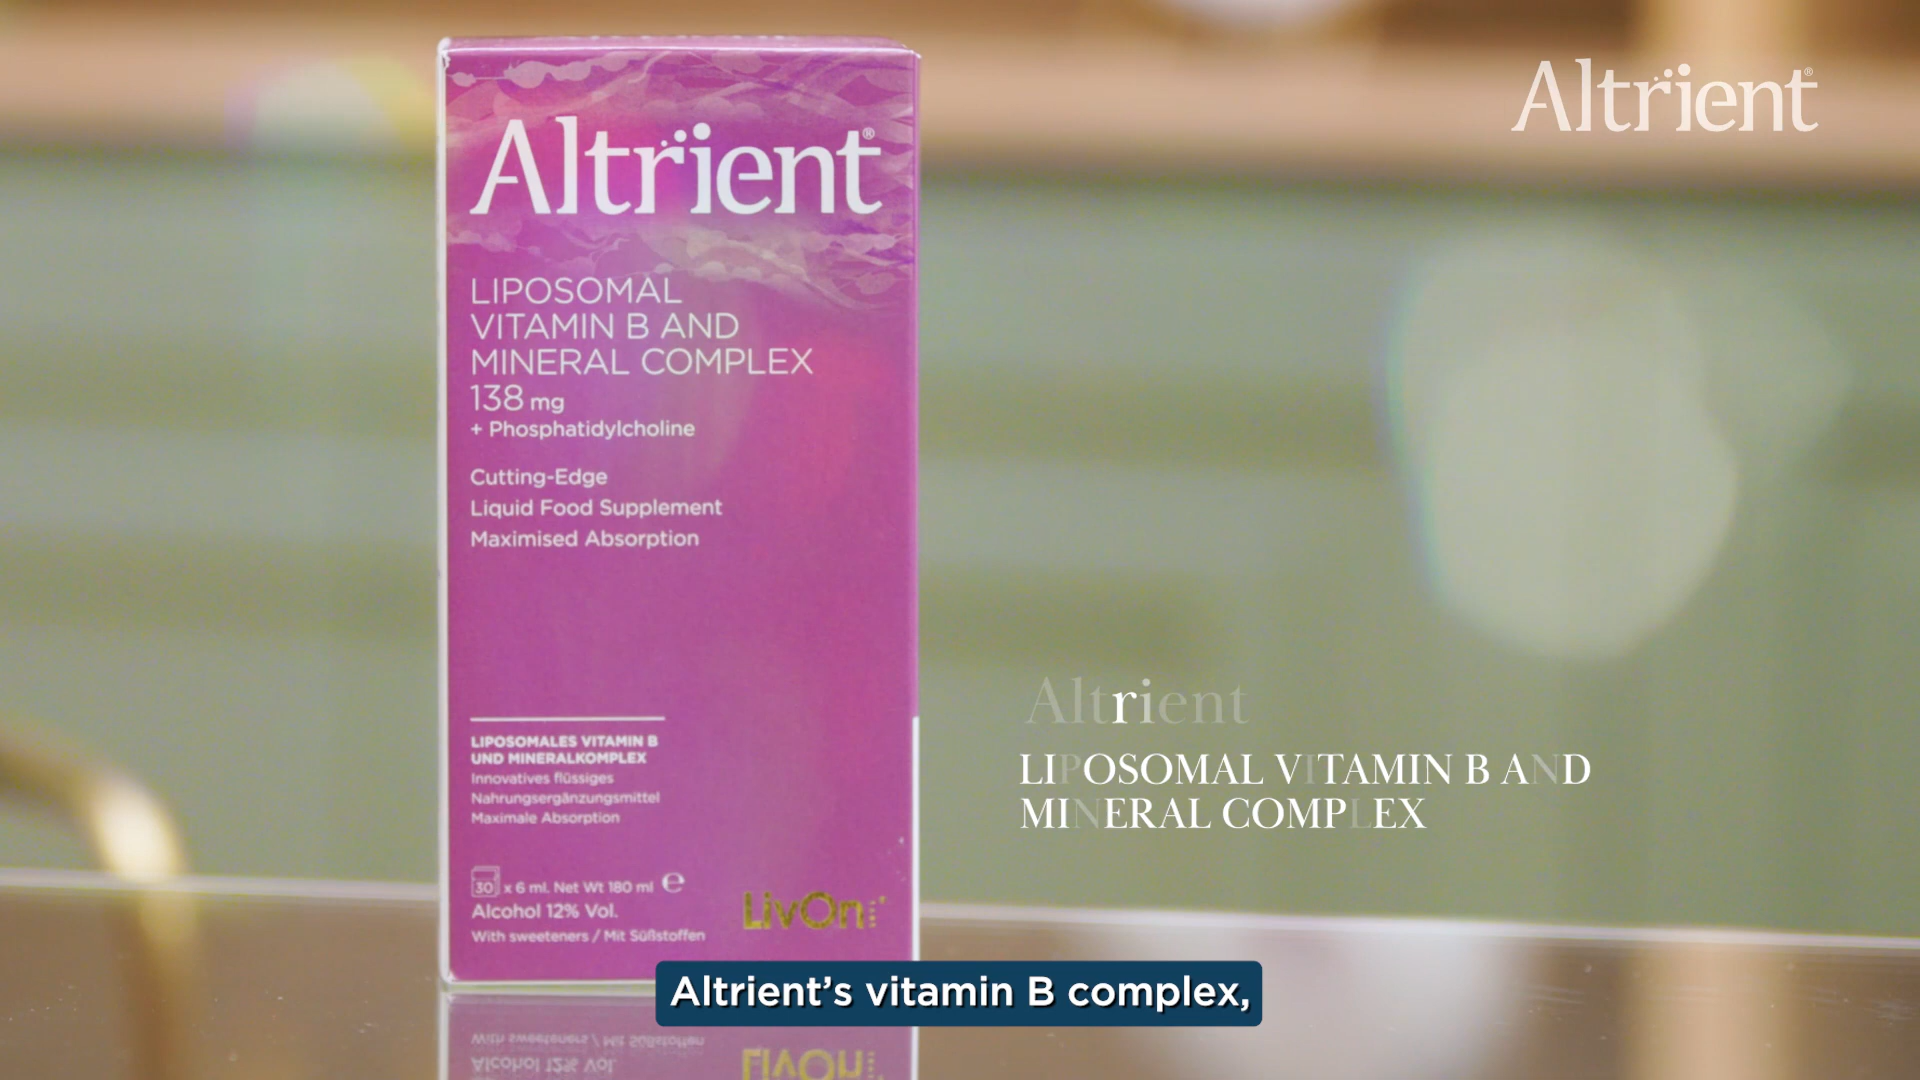 Altrient®
LIPOSOMAL
VITAMIN B AND
MINERAL COMPLEX
138 mg
+ Phosphatidylcholine
Cutting-Edge
Liquid Food Supplement
Maximised Absorption
LIPOSOMALES VITAMIN B
UND MINERALKOMPLEX
Innovatives flüssiges
Nahrungsergänzungsmittel
Maximale Absorption
30 x 6 ml. Net Wt 180 ml ℮
Alcohol 12% Vol.
With sweeteners / Mit Süßstoffen
LivOn
Altrient®
Altrient
LIPOSOMAL VITAMIN B AND
MINERAL COMPLEX
Altrient’s vitamin B complex,